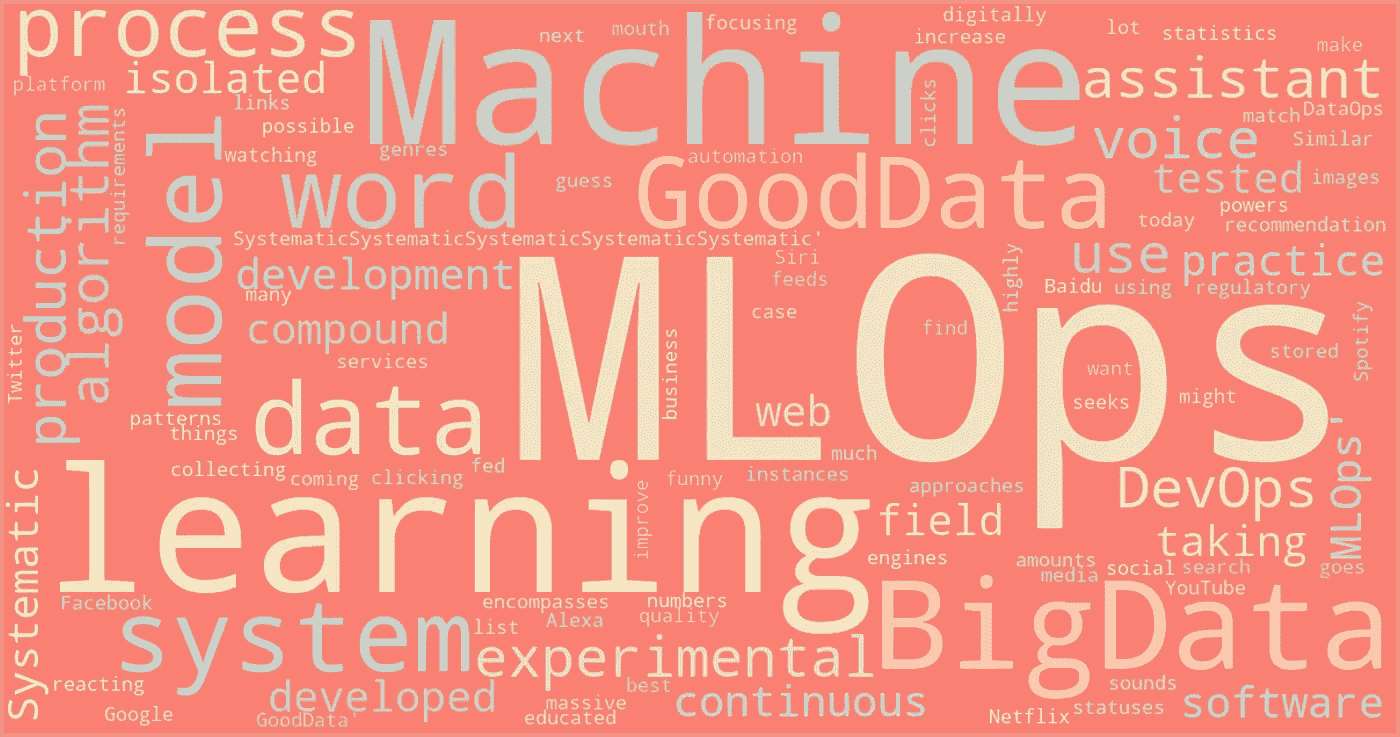 process
Machine
focusing
digitally
lot
statistics
next
mouth
increase
make
platform
isolated
assistant
links
clicks
match
DataOps
possible
voice
Similar
production
algorithm
requirements
model
watching
genres
automation
word
guess
GoodData
tested
images
powers
today
recommendation
SystematicSystematicSystematicSystematicSystematic'
Siri
highly
use
practice
development
feeds
many
MLOps
Baidu
using
regulatory
case
compound
find
Spotify
Twitter
services
business
stored
want
data
web
seeks
might
patterns
things
much
MLOps'
collecting
coming
clicking
fed
funny
instances
approaches
DevOps
Systematic
learning
improve
field
taking
engines
amounts
social
search
goes
media
YouTube
Facebook
encompasses
numbers
BigData
system
list
Alexa
quality
experimental
reacting
developed
best
continuous
sounds
software
massive
statuses
Google
GoodData'
educated
Netflix